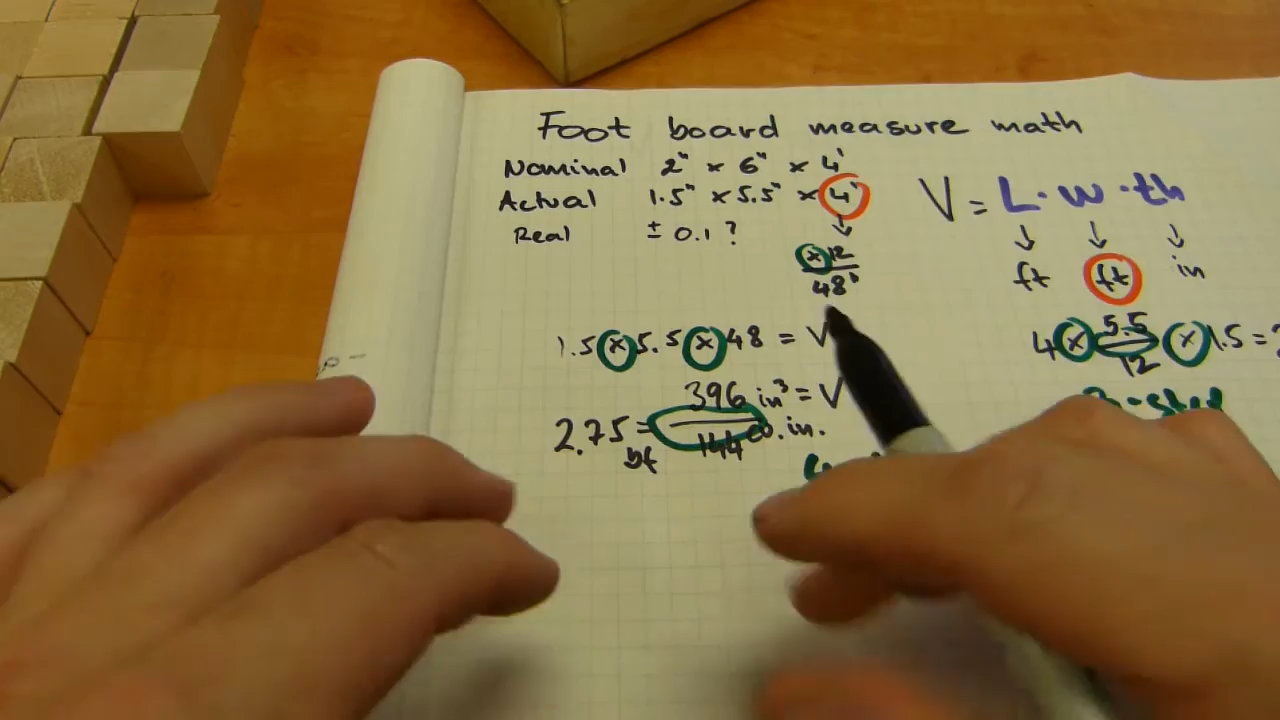 Foot board measure math
Nominal 2" × 6" × 4'
Actual 1.5" × 5.5" × 4'
Real ± 0.1 ?
× 12
48"
1.5 × 5.5 × 48 = V
396 in³ = V
2.75 bf = 144 cu.in.
V = L · w · th
ft ft in
4 × 5.5 × 1.5 =
12